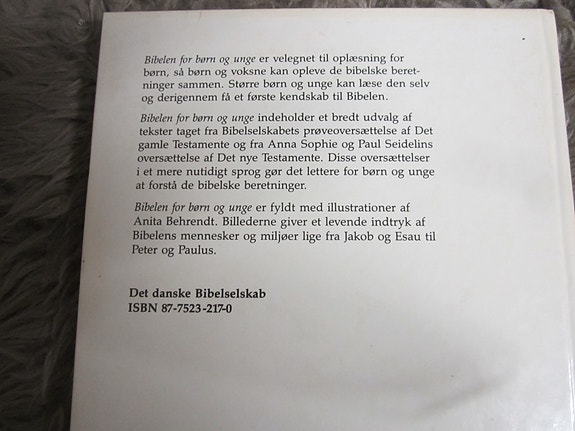 Bibelen for børn og unge er velegnet til oplæsning for
børn, så børn og voksne kan opleve de bibelske beret-
ninger sammen. Større børn og unge kan læse den selv
og derigennem få et første kendskab til Bibelen.
Bibelen for børn og unge indeholder et bredt udvalg af
tekster taget fra Bibelselskabets prøveoversættelse af Det
gamle Testamente og fra Anna Sophie og Paul Seidelins
oversættelse af Det nye Testamente. Disse oversættelser
i et mere nutidigt sprog gør det lettere for børn og unge
at forstå de bibelske beretninger.
Bibelen for børn og unge er fyldt med illustrationer af
Anita Behrendt. Billederne giver et levende indtryk af
Bibelens mennesker og miljøer lige fra Jakob og Esau til
Peter og Paulus.
Det danske Bibelselskab
ISBN 87-7523-217-0